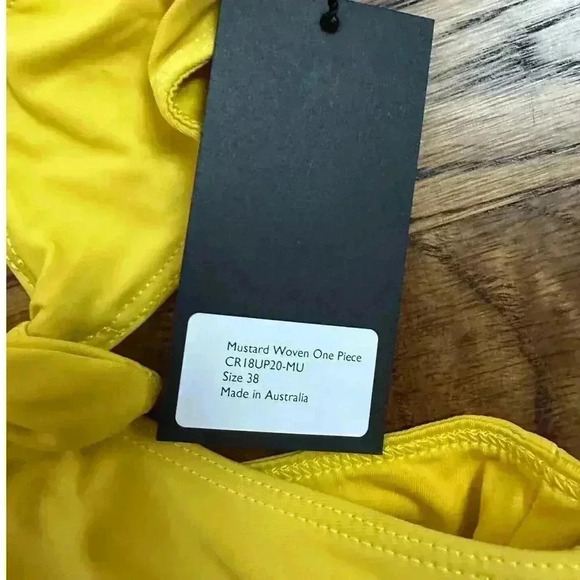 Mustard Woven One Piece
CR18UP20-MU
Size 38
Made in Australia